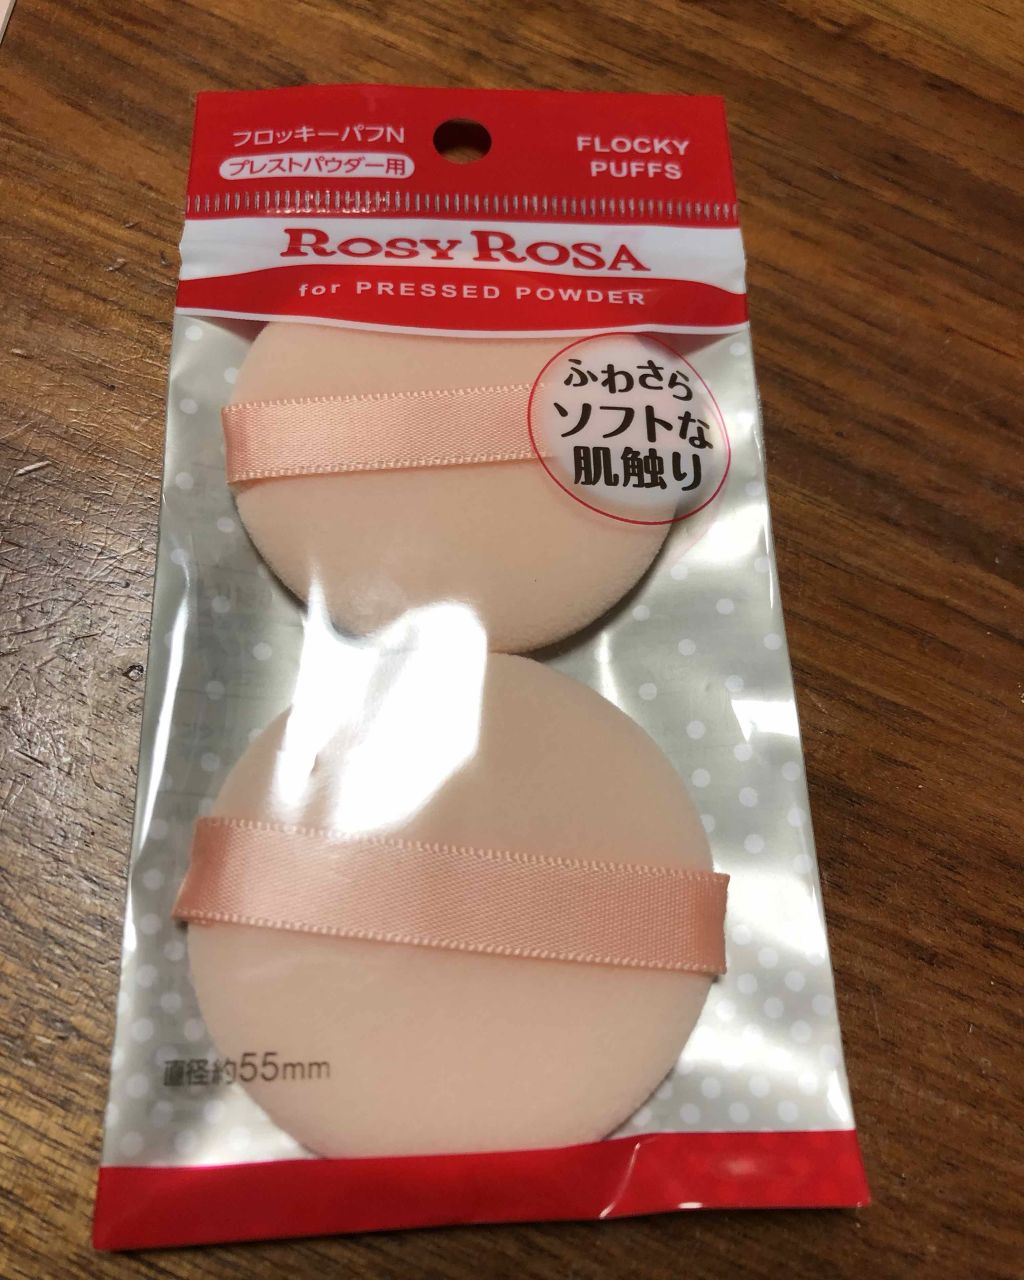 フロッキーパフN
プレストパウダー用
FLOCKY
PUFFS
ROSY ROSA
for PRESSED POWDER
ふわさら
ソフトな
肌触り
直径約55mm